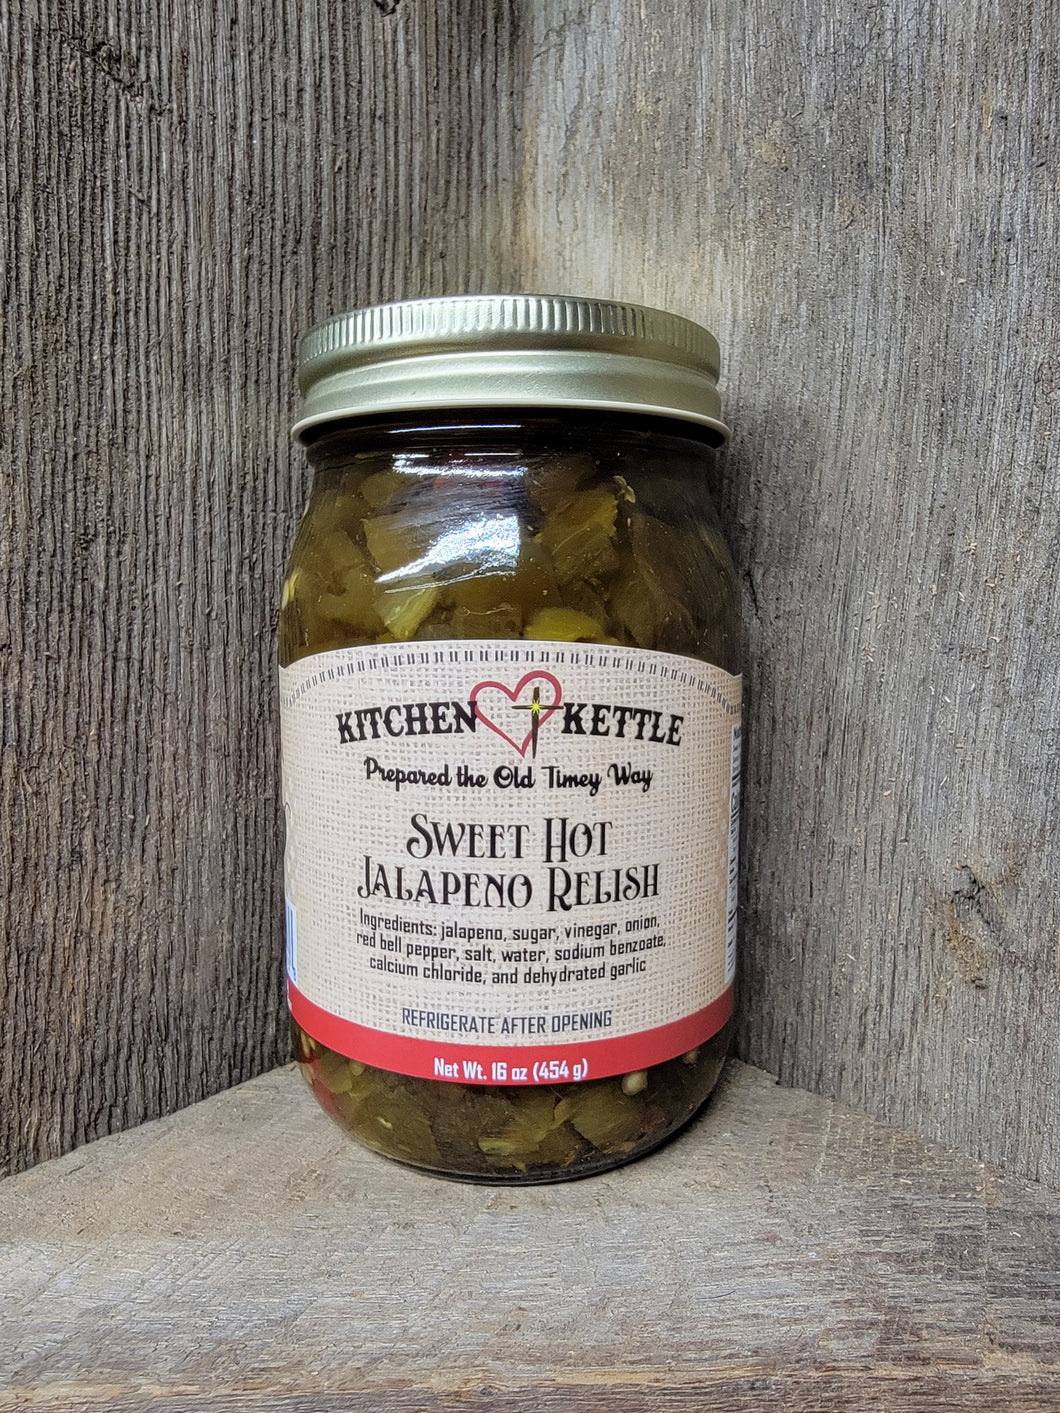 KITCHEN KETTLE
Prepared the Old Timey Way
SWEET HOT
JALAPENO RELISH
Ingredients: jalapeno, sugar, vinegar, onion,
red bell pepper, salt, water, sodium benzoate,
calcium chloride, and dehydrated garlic
REFRIGERATE AFTER OPENING
Net Wt. 16 oz (454 g)